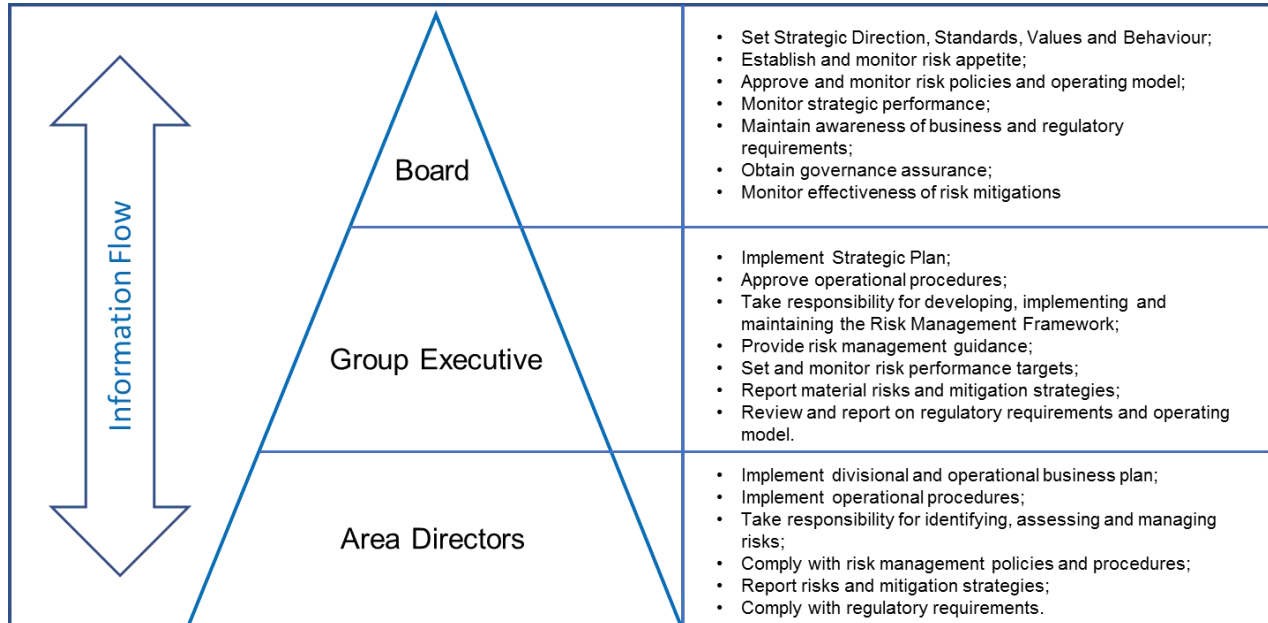 Information Flow
Board
• Set Strategic Direction, Standards, Values and Behaviour;
• Establish and monitor risk appetite;
• Approve and monitor risk policies and operating model;
• Monitor strategic performance;
• Maintain awareness of business and regulatory
requirements;
• Obtain governance assurance;
• Monitor effectiveness of risk mitigations
Group Executive
• Implement Strategic Plan;
• Approve operational procedures;
• Take responsibility for developing, implementing and
maintaining the Risk Management Framework;
• Provide risk management guidance;
• Set and monitor risk performance targets;
• Report material risks and mitigation strategies;
• Review and report on regulatory requirements and operating
model.
Area Directors
• Implement divisional and operational business plan;
• Implement operational procedures;
• Take responsibility for identifying, assessing and managing
risks;
• Comply with risk management policies and procedures;
• Report risks and mitigation strategies;
• Comply with regulatory requirements.